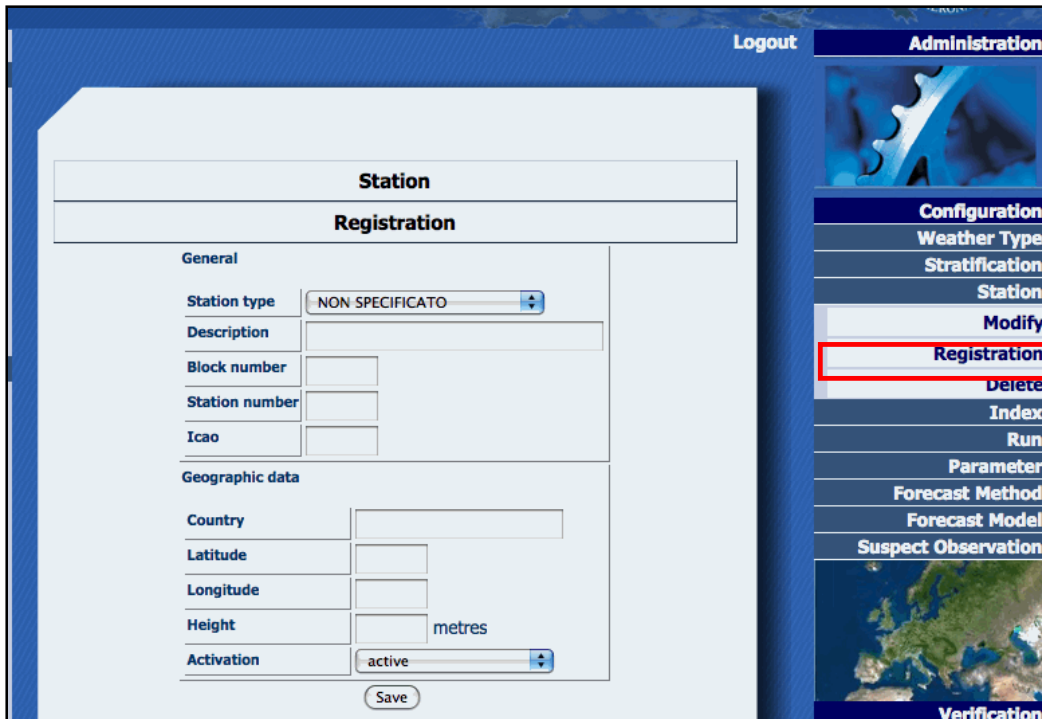 Logout
Administration
Station
Registration
General
Station type NON SPECIFICATO
Description
Block number
Station number
Icao
Geographic data
Country
Latitude
Longitude
Height metres
Activation active
Save
Configuration
Weather Type
Stratification
Station
Modify
Registration
Delete
Index
Run
Parameter
Forecast Method
Forecast Model
Suspect Observation
Verification